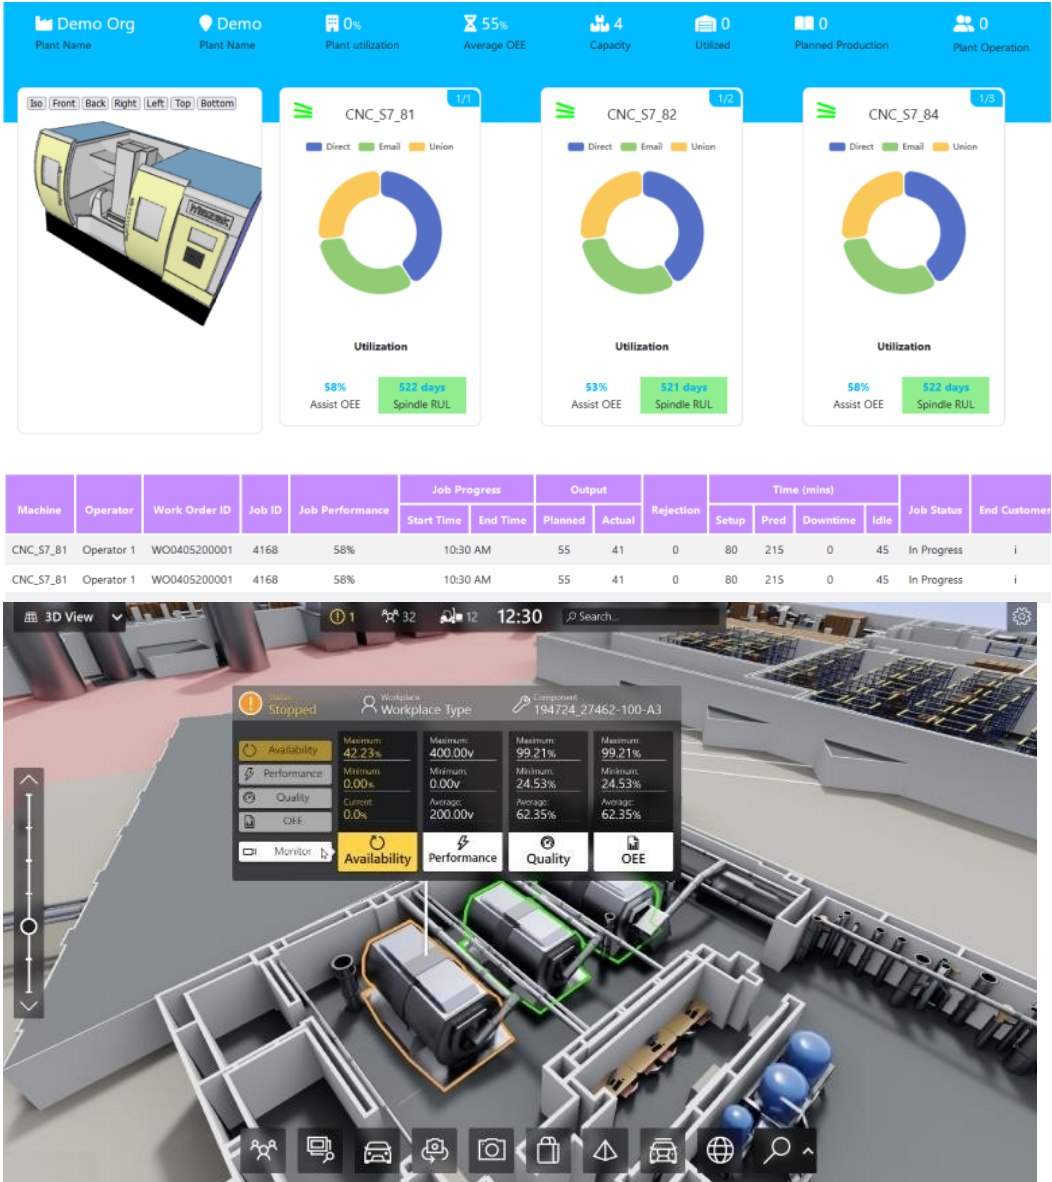 Demo Org Demo 0% 55% 4 0 0 0
Plant Name Plant Name Plant utilization Average OEE Capacity Utilized Planned Production Plant Operation
Iso Front Back Right Left Top Bottom
Mazak
1/1
CNC_S7_81
Direct Email Union
Utilization
58% 522 days
Assist OEE Spindle RUL
1/2
CNC_S7_82
Direct Email Union
Utilization
53% 521 days
Assist OEE Spindle RUL
1/3
CNC_S7_84
Direct Email Union
Utilization
58% 522 days
Assist OEE Spindle RUL
Machine Operator Work Order ID Job ID Job Performance Job Progress Output Rejection Time (mins) Job Status End Customer
Start Time End Time Planned Actual Setup Pred Downtime Idle
CNC_S7_81 Operator 1 WO0405200001 4168 58% 10:30 AM 55 41 0 80 215 0 45 In Progress i
CNC_S7_81 Operator 1 WO0405200001 4168 58% 10:30 AM 55 41 0 80 215 0 45 In Progress i
3D View 1 32 12 12:30 Search...
Status Workplace Component
Stopped Workplace Type 194724_27462-100-A3
Availability
Performance
Quality
OEE
Monitor
Maximum: Maximum: Maximum: Maximum:
42.23% 400.00v 99.21% 99.21%
Minimum: Minimum: Minimum: Minimum:
0.00% 0.00v 24.53% 24.53%
Current: Average: Average: Average:
0.0% 200.00v 62.35% 62.35%
Availability Performance Quality OEE